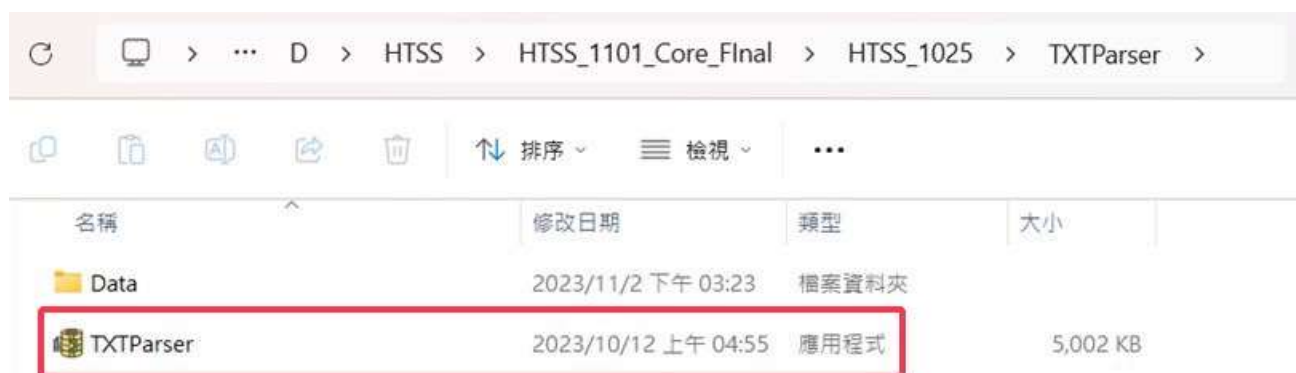 … D > HTSS > HTSS_1101_Core_FInal > HTSS_1025 > TXTParser >
排序 檢視 …
名稱 修改日期 類型 大小
Data 2023/11/2 下午 03:23 檔案資料夾
TXTParser 2023/10/12 上午 04:55 應用程式 5,002 KB